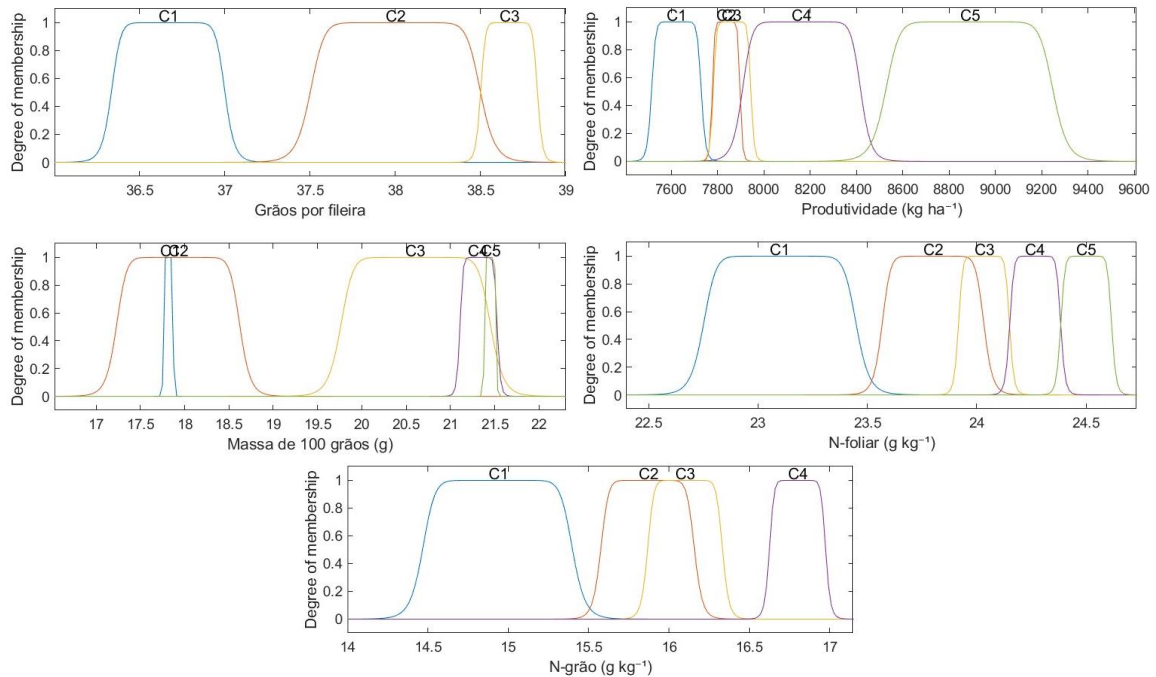 C1 C2 C3
1
0.8
0.6
0.4
0.2
0
Degree of membership
36.5 37 37.5 38 38.5 39
Grãos por fileira
C1 C2 C3 C4 C5
1
0.8
0.6
0.4
0.2
0
Degree of membership
7600 7800 8000 8200 8400 8600 8800 9000 9200 9400 9600
Produtividade (kg ha⁻¹)
C1 C2 C3 C4 C5
1
0.8
0.6
0.4
0.2
0
Degree of membership
17 17.5 18 18.5 19 19.5 20 20.5 21 21.5 22
Massa de 100 grãos (g)
C1 C2 C3 C4 C5
1
0.8
0.6
0.4
0.2
0
Degree of membership
22.5 23 23.5 24 24.5
N-foliar (g kg⁻¹)
C1 C2 C3 C4
1
0.8
0.6
0.4
0.2
0
Degree of membership
14 14.5 15 15.5 16 16.5 17
N-grão (g kg⁻¹)